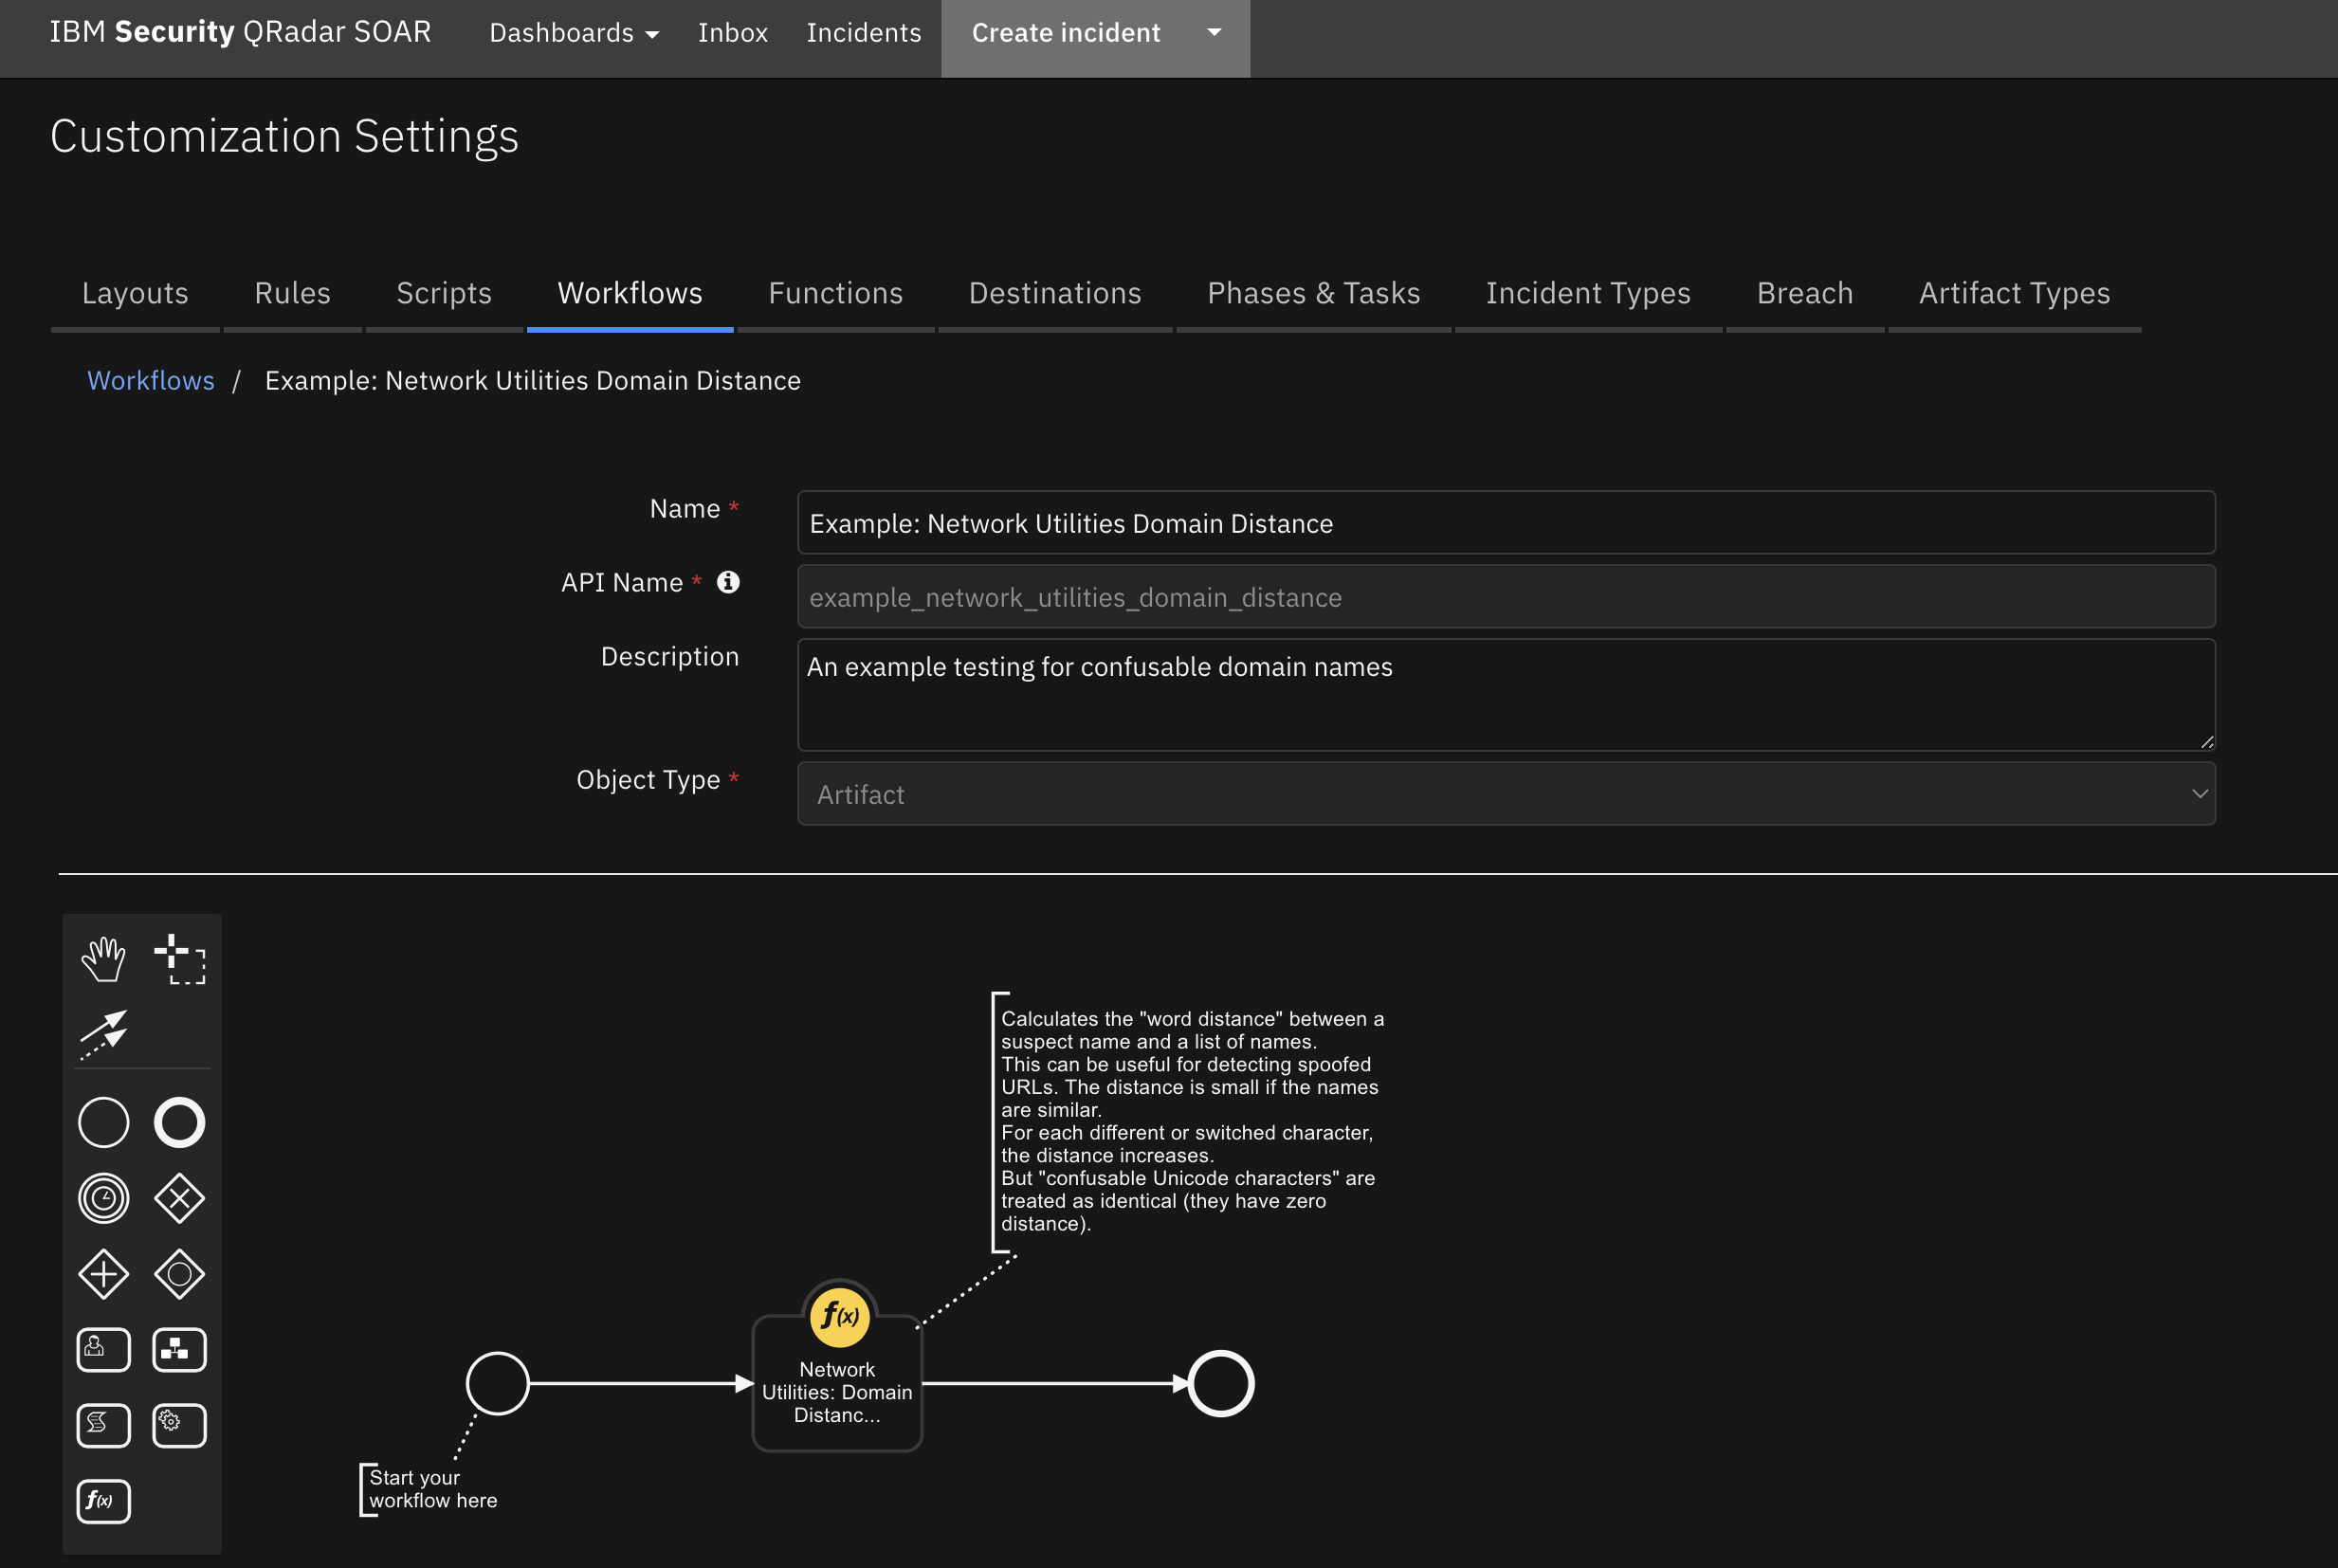 IBM Security QRadar SOAR
Dashboards
Inbox
Incidents
Create incident
Customization Settings
Layouts
Rules
Scripts
Workflows
Functions
Destinations
Phases & Tasks
Incident Types
Breach
Artifact Types
Workflows / Example: Network Utilities Domain Distance
Name *
Example: Network Utilities Domain Distance
API Name *
example_network_utilities_domain_distance
Description
An example testing for confusable domain names
Object Type *
Artifact
Calculates the "word distance" between a
suspect name and a list of names.
This can be useful for detecting spoofed
URLs. The distance is small if the names
are similar.
For each different or switched character,
the distance increases.
But "confusable Unicode characters" are
treated as identical (they have zero
distance).
f(x)
Network
Utilities: Domain
Distanc...
Start your
workflow here
f(x)